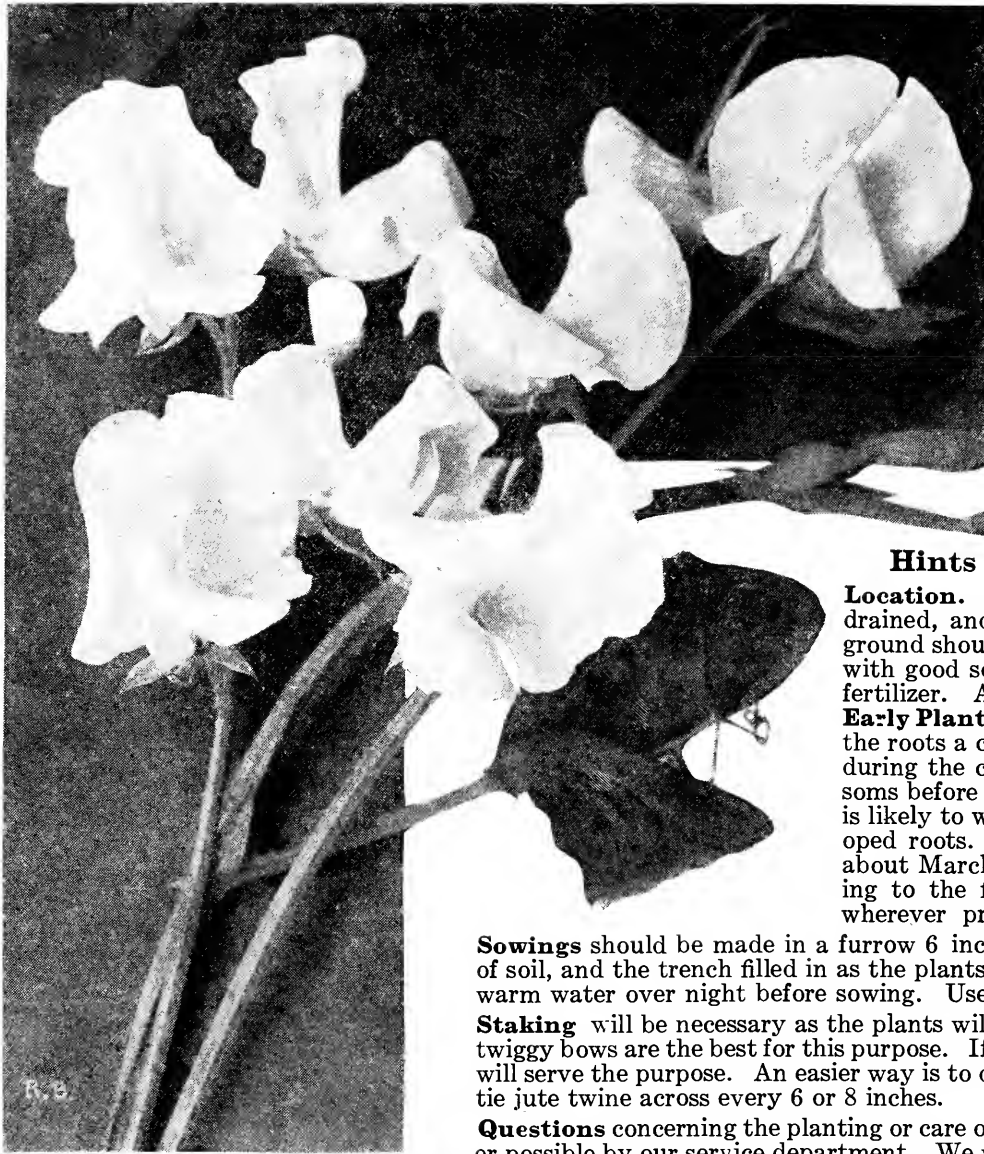 Hints
Location.
drained, and
ground shou
with good s
fertilizer. A
Early Plant
the roots a c
during the c
soms before
is likely to w
oped roots.
about March
ing to the f
wherever pr
Sowings should be made in a furrow 6 inc
of soil, and the trench filled in as the plants
warm water over night before sowing. Use
Staking will be necessary as the plants wil
twiggy bows are the best for this purpose. If
will serve the purpose. An easier way is to d
tie jute twine across every 6 or 8 inches.
Questions concerning the planting or care o
or possible by our service department. We
R.B.